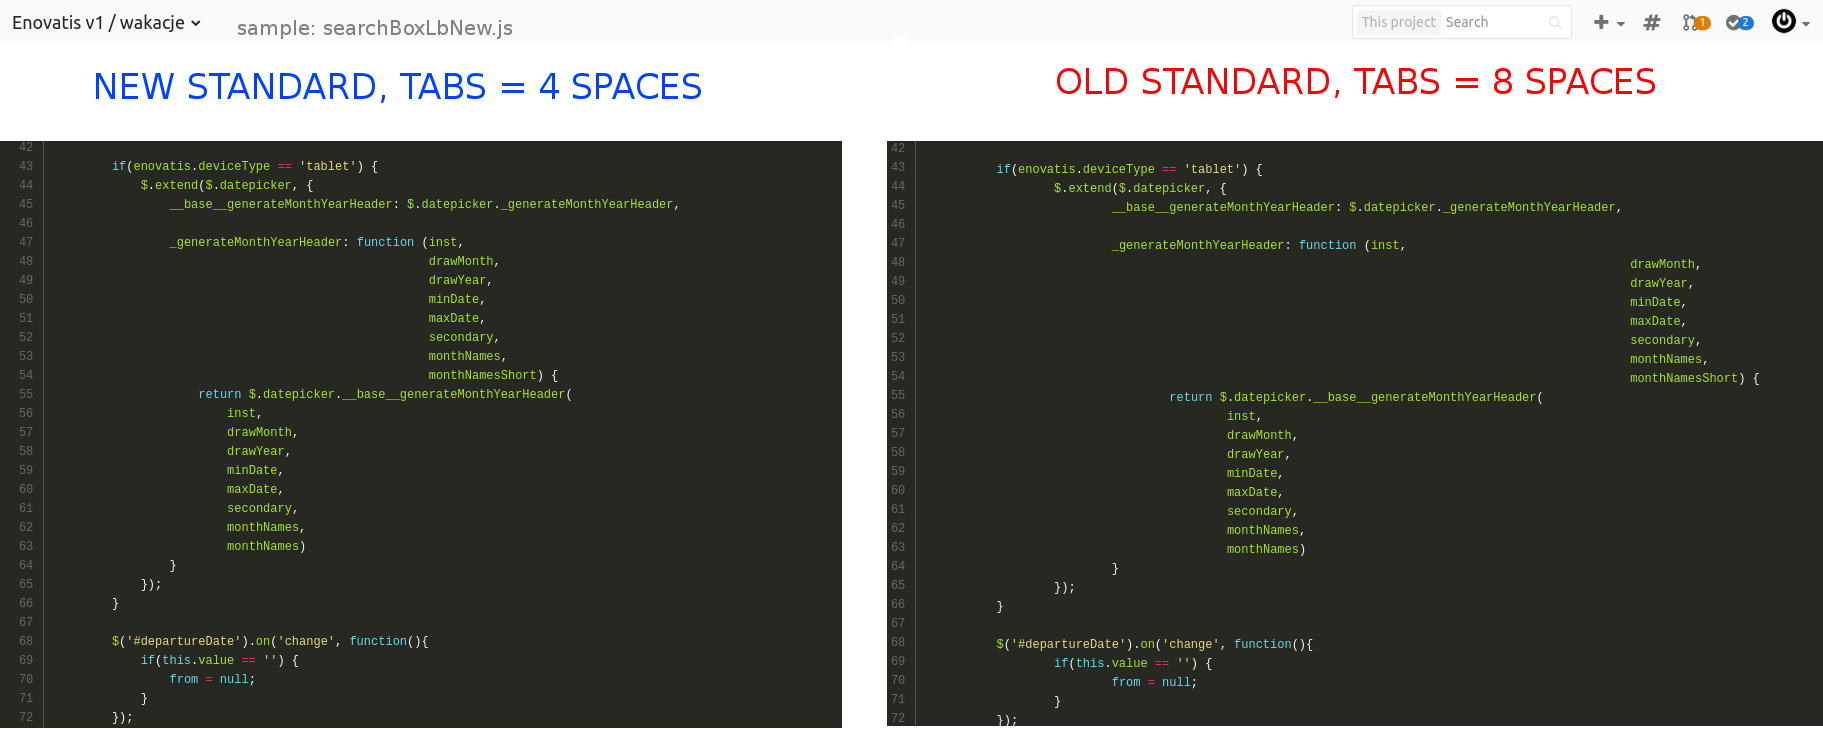 Enovatis v1 / wakacje
sample: searchBoxLbNew.js
This project Search
1
2
NEW STANDARD, TABS = 4 SPACES
42
43 if(enovatis.deviceType == 'tablet') {
44 $.extend($.datepicker, {
45 __base__generateMonthYearHeader: $.datepicker._generateMonthYearHeader,
46
47 _generateMonthYearHeader: function (inst,
48 drawMonth,
49 drawYear,
50 minDate,
51 maxDate,
52 secondary,
53 monthNames,
54 monthNamesShort) {
55 return $.datepicker.__base__generateMonthYearHeader(
56 inst,
57 drawMonth,
58 drawYear,
59 minDate,
60 maxDate,
61 secondary,
62 monthNames,
63 monthNames)
64 }
65 });
66 }
67
68 $('#departureDate').on('change', function(){
69 if(this.value == '') {
70 from = null;
71 }
72 });
OLD STANDARD, TABS = 8 SPACES
42
43 if(enovatis.deviceType == 'tablet') {
44 $.extend($.datepicker, {
45 __base__generateMonthYearHeader: $.datepicker._generateMonthYearHeader,
46
47 _generateMonthYearHeader: function (inst,
48 drawMonth,
49 drawYear,
50 minDate,
51 maxDate,
52 secondary,
53 monthNames,
54 monthNamesShort) {
55 return $.datepicker.__base__generateMonthYearHeader(
56 inst,
57 drawMonth,
58 drawYear,
59 minDate,
60 maxDate,
61 secondary,
62 monthNames,
63 monthNames)
64 }
65 });
66 }
67
68 $('#departureDate').on('change', function(){
69 if(this.value == '') {
70 from = null;
71 }
72 });